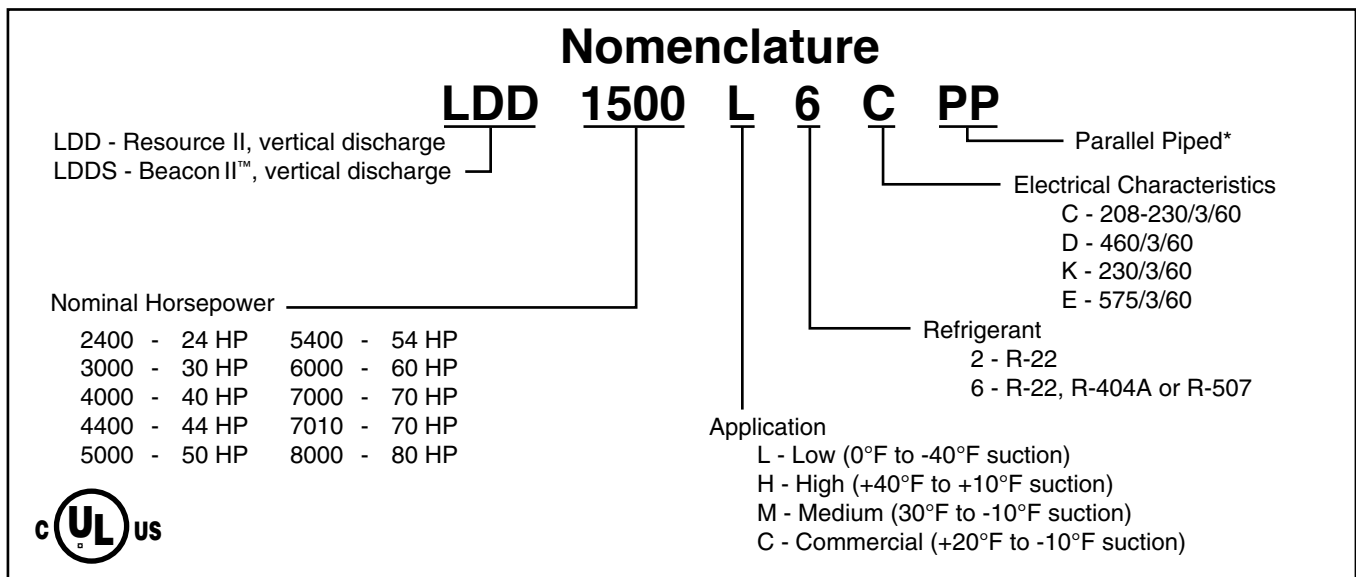 Nomenclature
LDD 1500 L 6 C PP
LDD - Resource II, vertical discharge
LDDS - Beacon II™, vertical discharge
Parallel Piped*
Electrical Characteristics
C - 208-230/3/60
D - 460/3/60
K - 230/3/60
E - 575/3/60
Nominal Horsepower
2400 - 24 HP 5400 - 54 HP
3000 - 30 HP 6000 - 60 HP
4000 - 40 HP 7000 - 70 HP
4400 - 44 HP 7010 - 70 HP
5000 - 50 HP 8000 - 80 HP
Refrigerant
2 - R-22
6 - R-22, R-404A or R-507
Application
L - Low (0°F to -40°F suction)
H - High (+40°F to +10°F suction)
M - Medium (30°F to -10°F suction)
C - Commercial (+20°F to -10°F suction)
C UL US